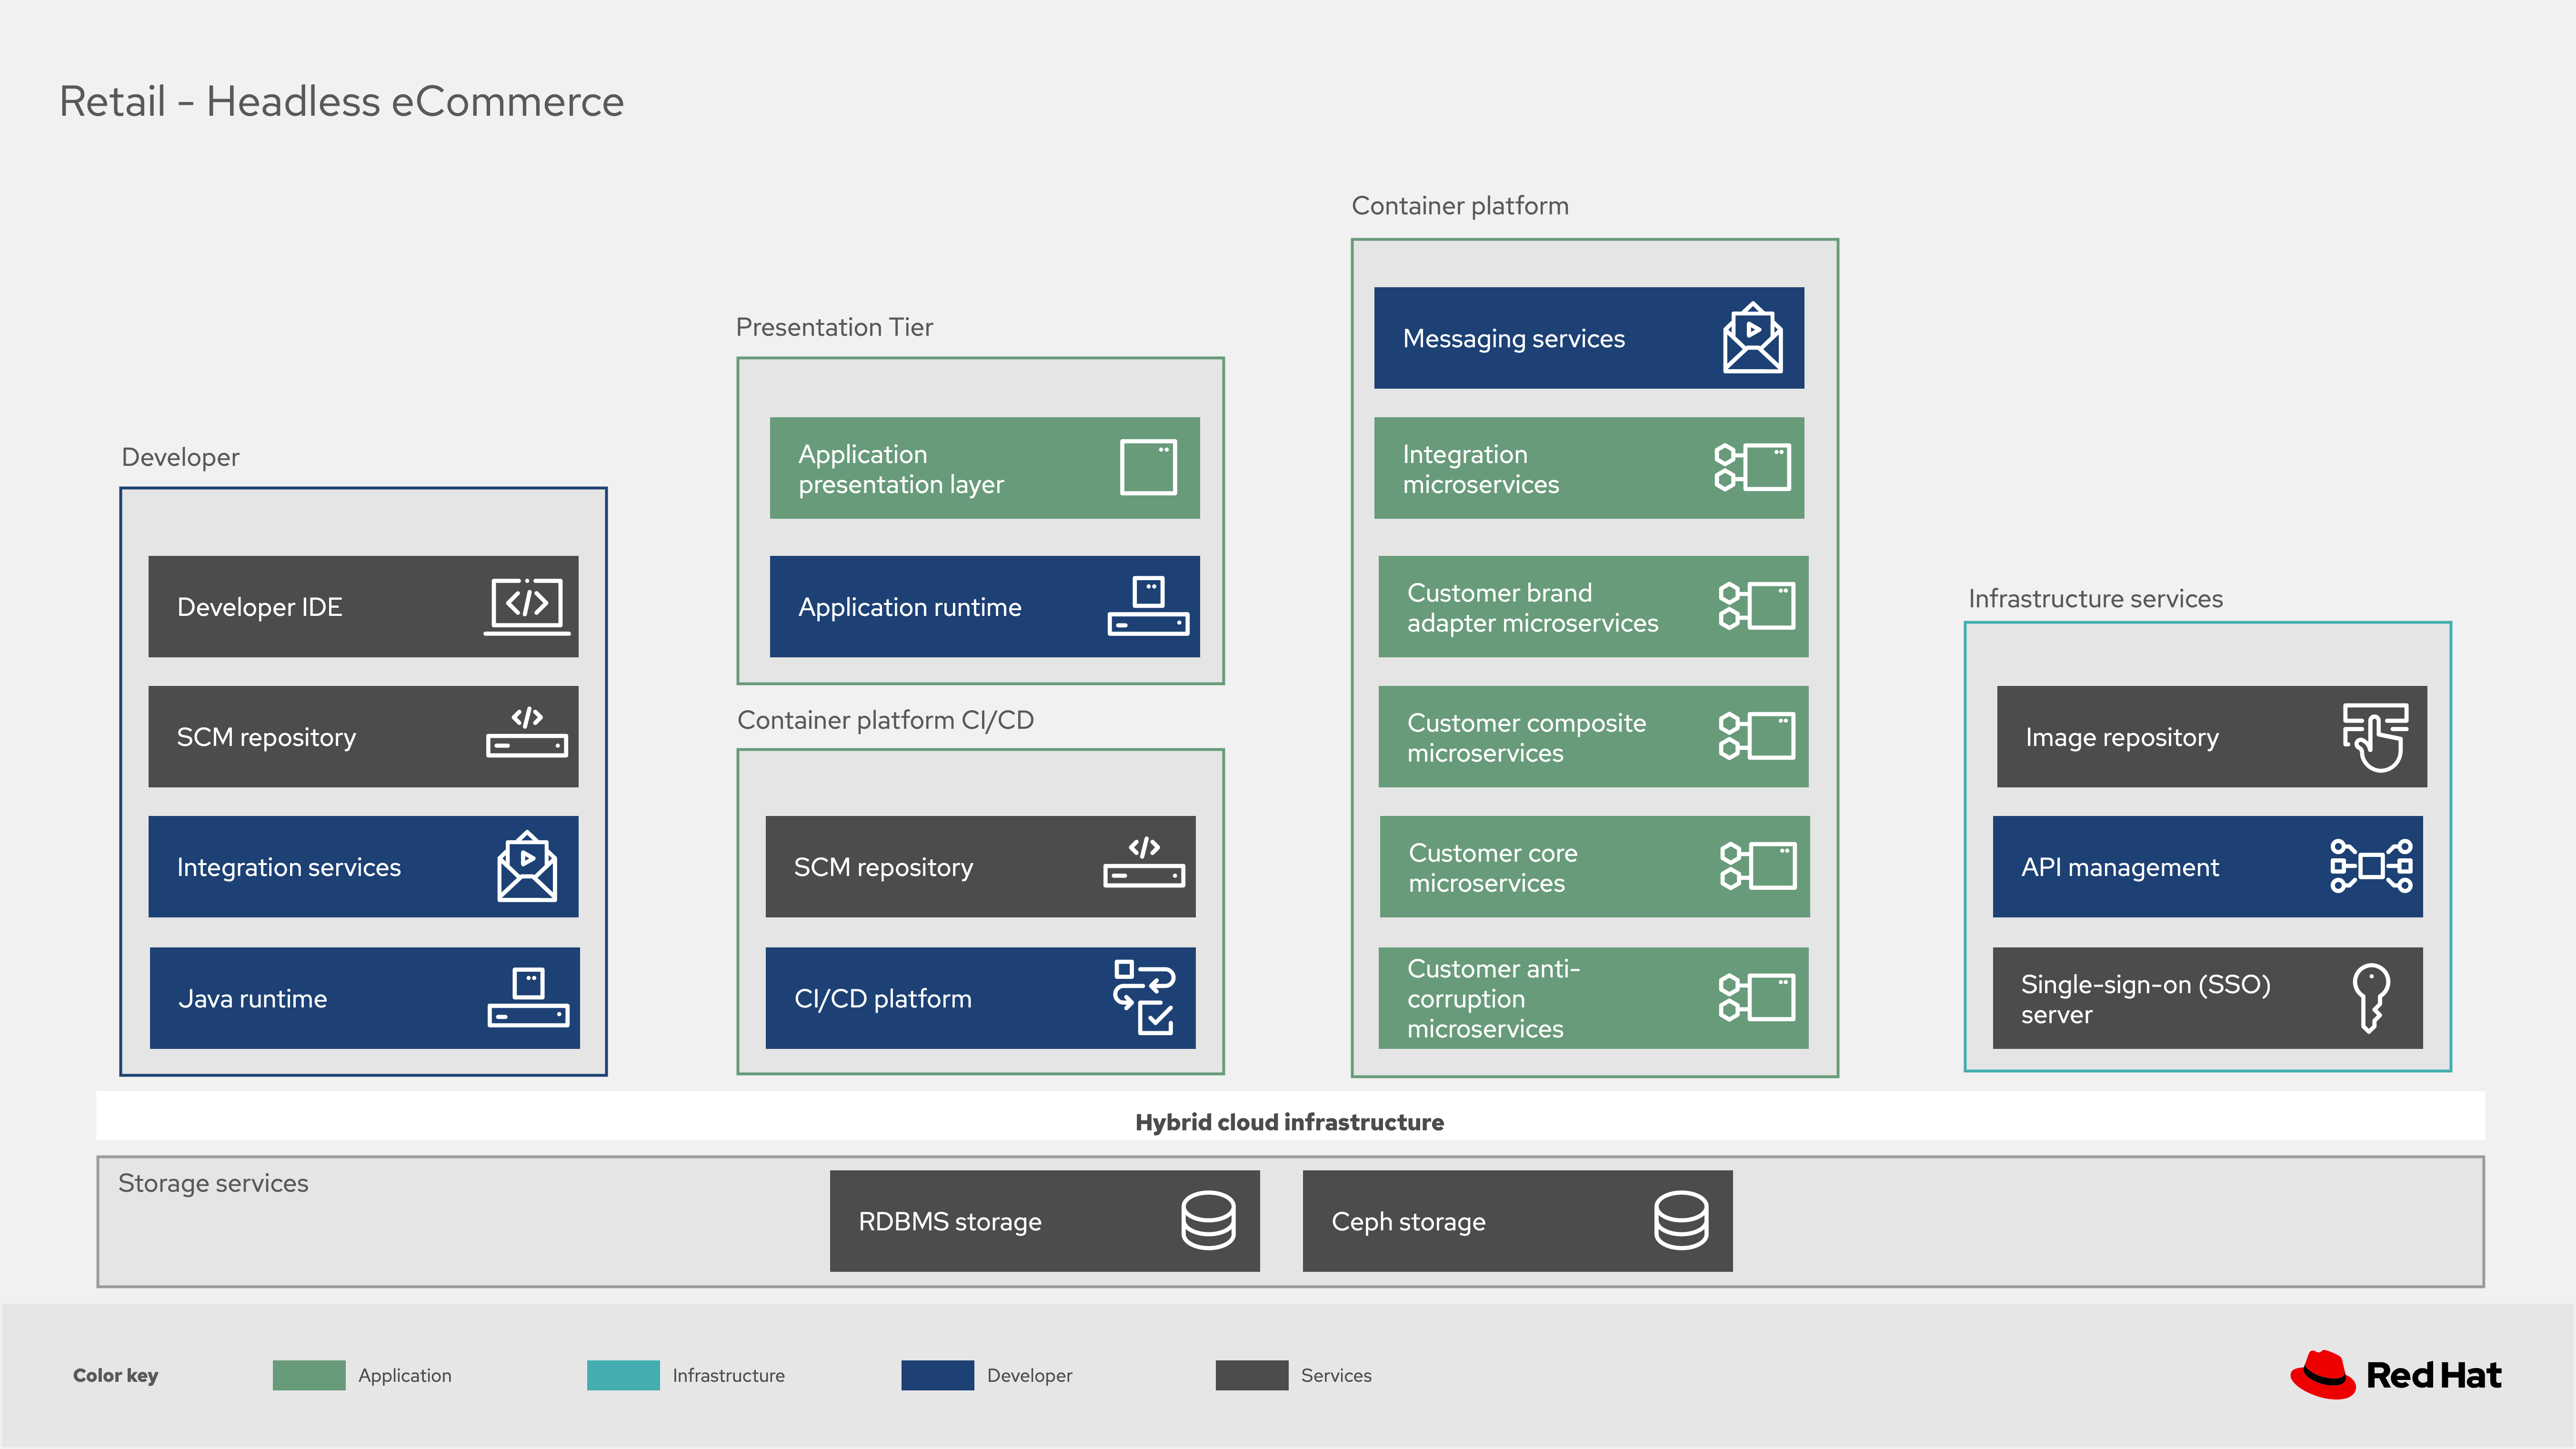 Retail - Headless eCommerce
Developer
Developer IDE
SCM repository
Integration services
Java runtime
Presentation Tier
Application
presentation layer
Application runtime
Container platform CI/CD
SCM repository
CI/CD platform
Container platform
Messaging services
Integration
microservices
Customer brand
adapter microservices
Customer composite
microservices
Customer core
microservices
Customer anti-
corruption
microservices
Infrastructure services
Image repository
API management
Single-sign-on (SSO)
server
Hybrid cloud infrastructure
Storage services
RDBMS storage
Ceph storage
Color key
Application
Infrastructure
Developer
Services
Red Hat